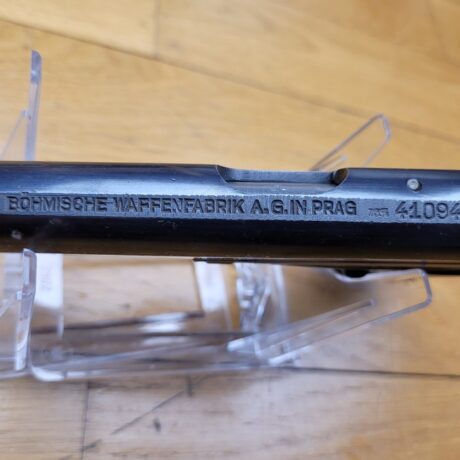 BÖHMISCHE WAFFENFABRIK A. G. IN PRAG 41094